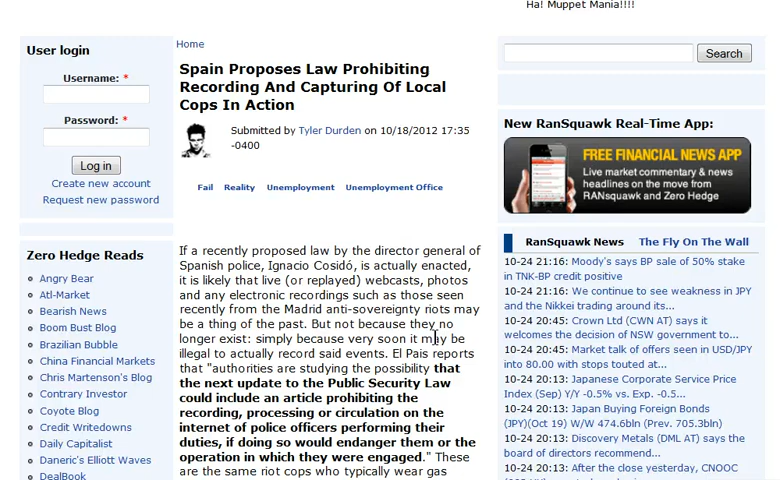 Ha! Muppet Mania!!!!
User login
Username: *
Password: *
Log in
Create new account
Request new password
Zero Hedge Reads
Angry Bear
Atl-Market
Bearish News
Boom Bust Blog
Brazilian Bubble
China Financial Markets
Chris Martenson's Blog
Contrary Investor
Coyote Blog
Credit Writedowns
Daily Capitalist
Daneric's Elliott Waves
DealBook
Home
Spain Proposes Law Prohibiting
Recording And Capturing Of Local
Cops In Action
Submitted by Tyler Durden on 10/18/2012 17:35
-0400
Fail Reality Unemployment Unemployment Office
If a recently proposed law by the director general of
Spanish police, Ignacio Cosidó, is actually enacted,
it is likely that live (or replayed) webcasts, photos
and any electronic recordings such as those seen
recently from the Madrid anti-sovereignty riots may
be a thing of the past. But not because they no
longer exist: simply because very soon it may be
illegal to actually record said events. El Pais reports
that "authorities are studying the possibility that
the next update to the Public Security Law
could include an article prohibiting the
recording, processing or circulation on the
internet of police officers performing their
duties, if doing so would endanger them or the
operation in which they were engaged." These
are the same riot cops who typically wear gas
Search
New RanSquawk Real-Time App:
FREE FINANCIAL NEWS APP
Live market commentary & news
headlines on the move from
RANsquawk and Zero Hedge
RanSquawk News The Fly On The Wall
10-24 21:16: Moody's says BP sale of 50% stake
in TNK-BP credit positive
10-24 21:16: We continue to see weakness in JPY
and the Nikkei trading around its...
10-24 20:45: Crown Ltd (CWN AT) says it
welcomes the decision of NSW government to...
10-24 20:45: Market talk of offers seen in USD/JPY
into 80.00 with stops touted at...
10-24 20:13: Japanese Corporate Service Price
Index (Sep) Y/Y -0.5% vs. Exp. -0.5...
10-24 20:13: Japan Buying Foreign Bonds
(JPY)(Oct 19) W/W 474.6bln (Prev. 705.3bln)
10-24 20:13: Discovery Metals (DML AT) says the
board of directors recommend...
10-24 20:13: After the close yesterday, CNOOC